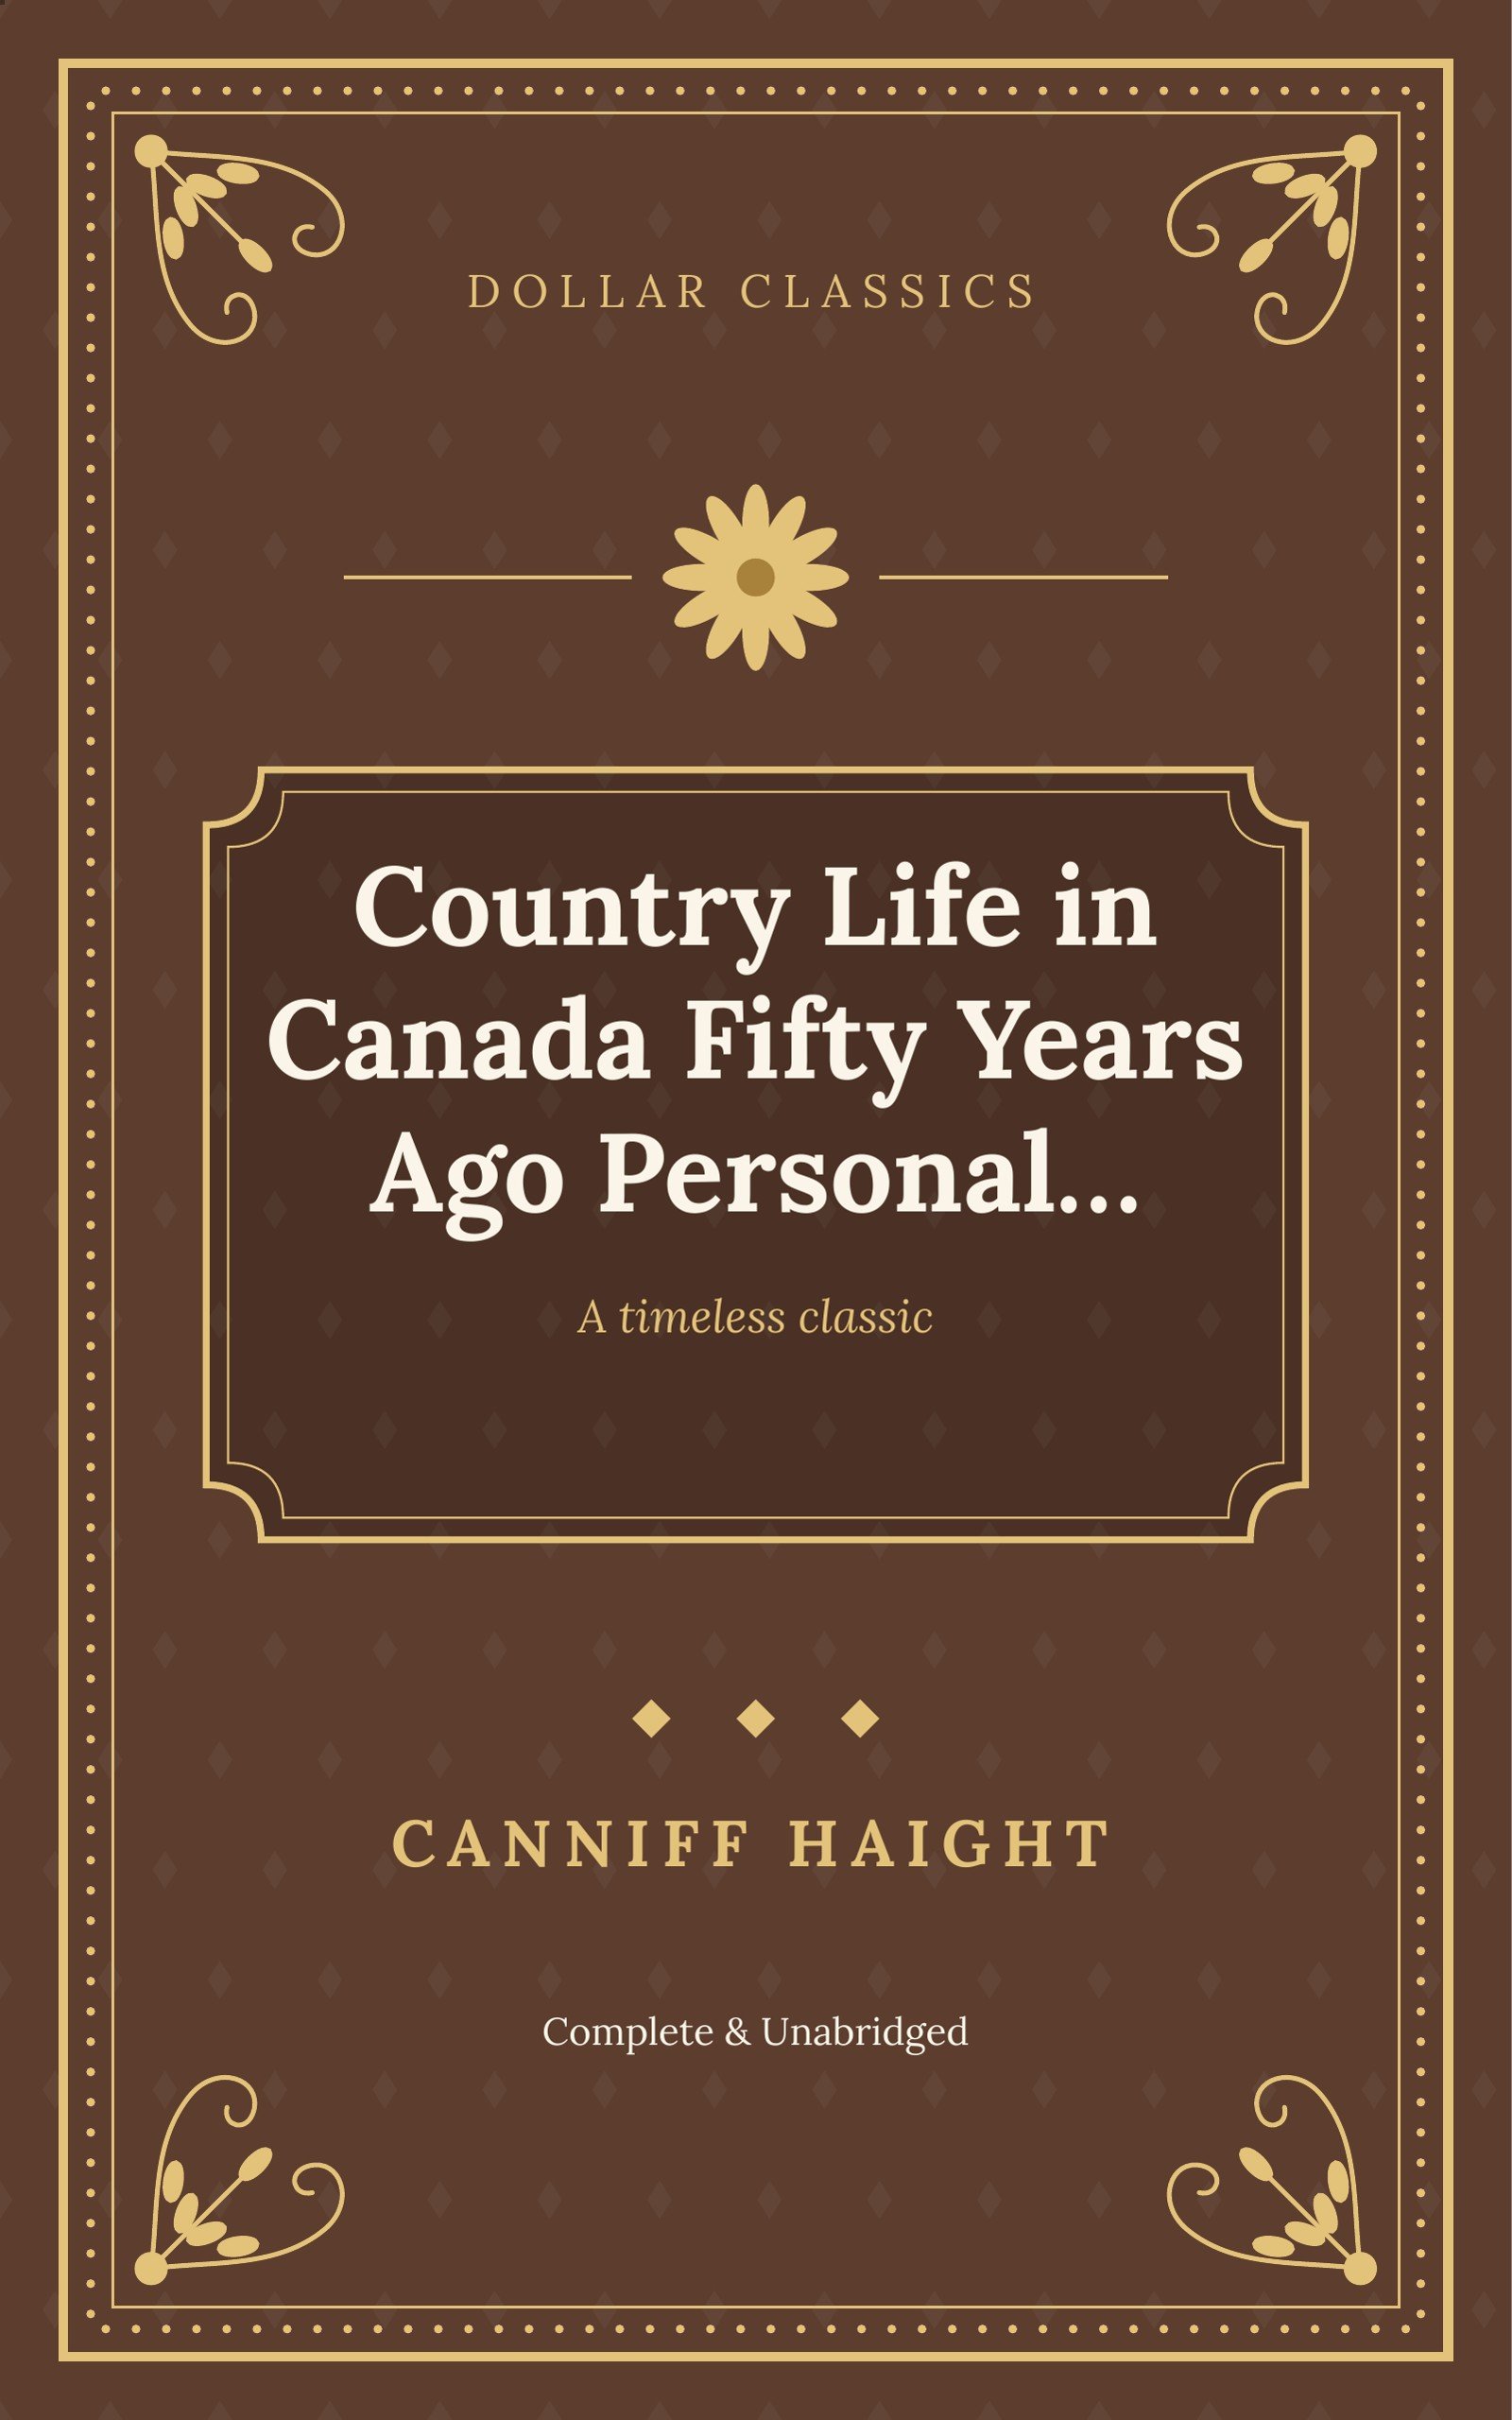 DOLLAR CLASSICS
Country Life in
Canada Fifty Years
Ago Personal...
A timeless classic
CANNIFF HAIGHT
Complete & Unabridged